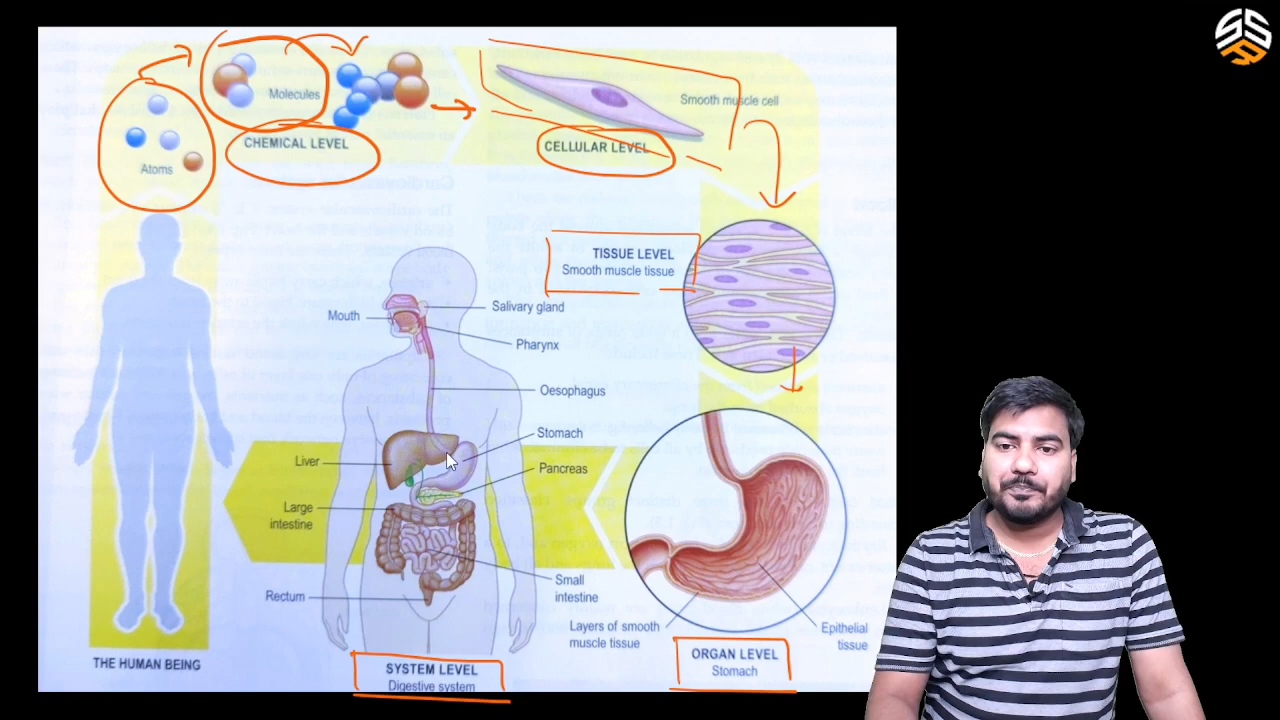 Molecules
Smooth muscle cell
CHEMICAL LEVEL
CELLULAR LEVEL
Atoms
TISSUE LEVEL
Smooth muscle tissue
Mouth
Salivary gland
Pharynx
Oesophagus
Stomach
Liver
Pancreas
Large
intestine
Small
intestine
Rectum
Layers of smooth
muscle tissue
Epithelial
tissue
THE HUMAN BEING
SYSTEM LEVEL
Digestive system
ORGAN LEVEL
Stomach